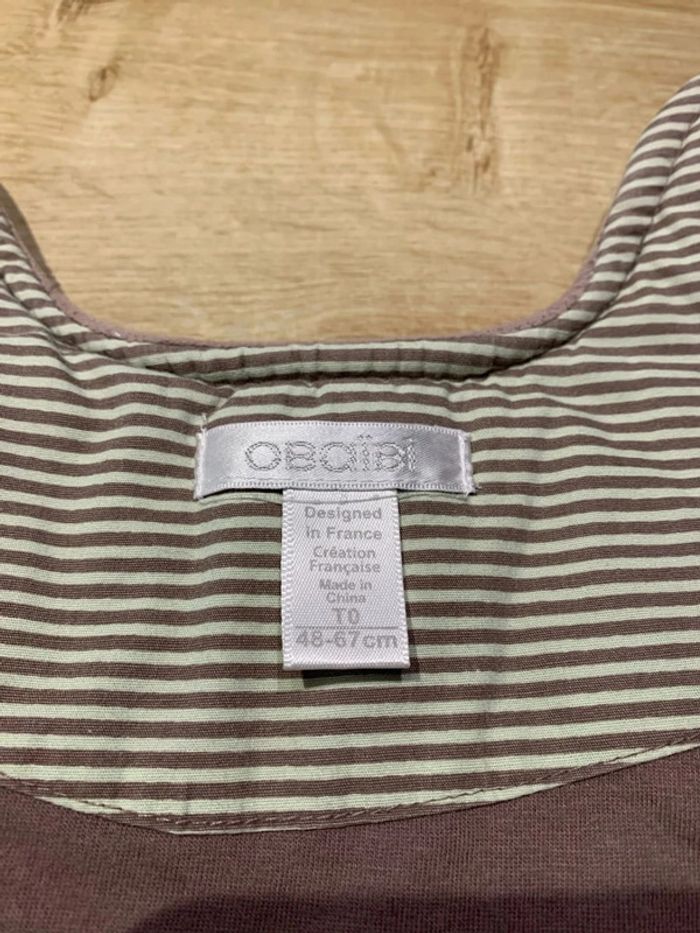 OBAÏBI
Designed
in France
Création
Française
Made in
China
T0
48-67cm